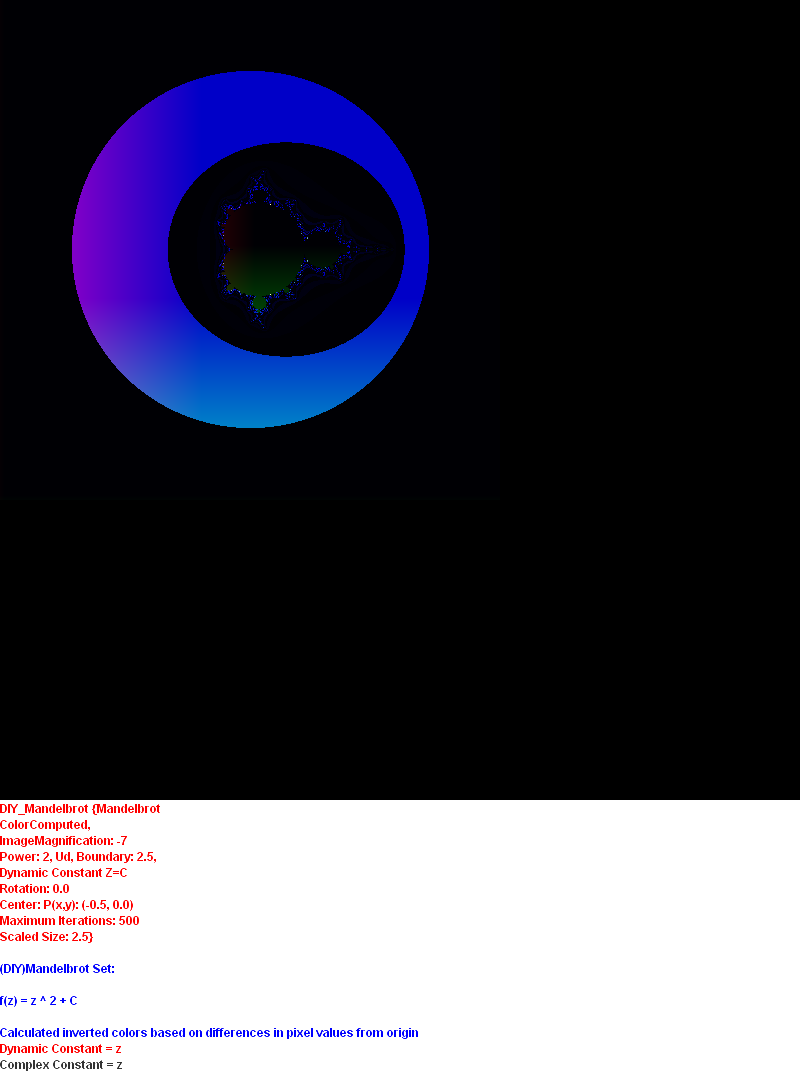 DIY_Mandelbrot {Mandelbrot
ColorComputed,
ImageMagnification: -7
Power: 2, Ud, Boundary: 2.5,
Dynamic Constant Z=C
Rotation: 0.0
Center: P(x,y): (-0.5, 0.0)
Maximum Iterations: 500
Scaled Size: 2.5}
(DIY)Mandelbrot Set:
f(z) = z ^ 2 + C
Calculated inverted colors based on differences in pixel values from origin
Dynamic Constant = z
Complex Constant = z